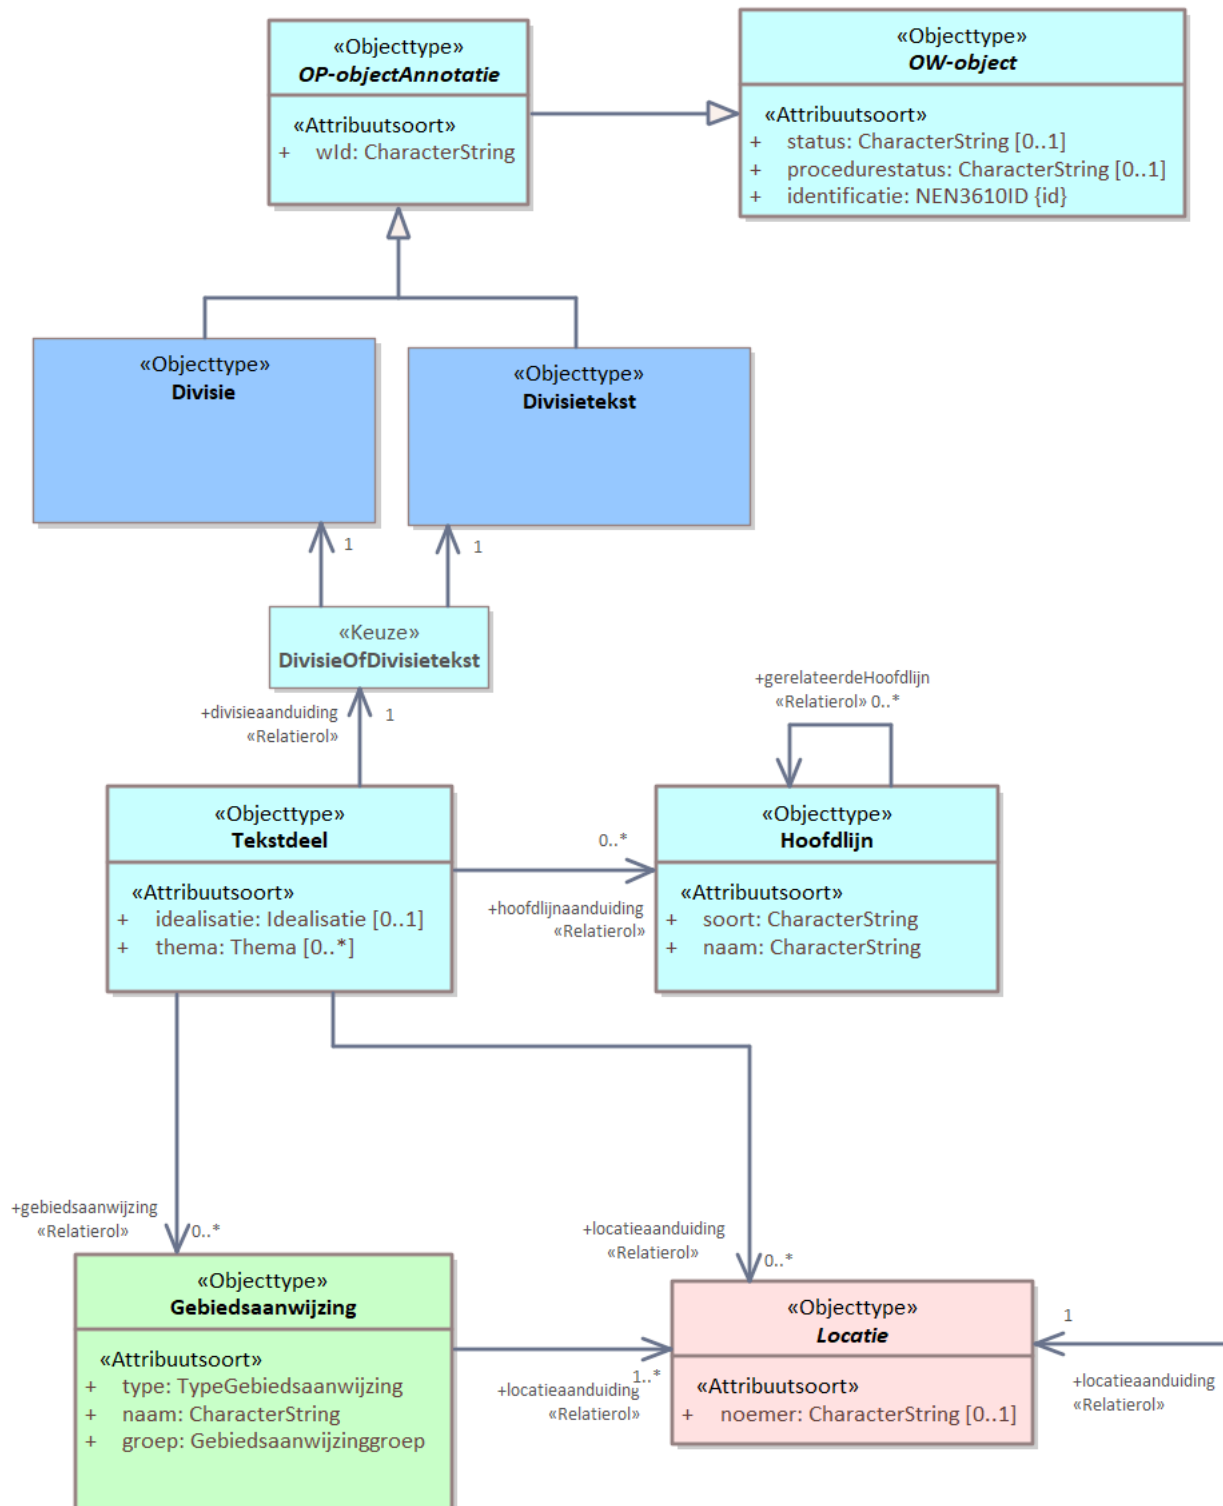 «Objecttype»
OP-objectAnnotatie
«Attribuutsoort»
+ wId: CharacterString
«Objecttype»
OW-object
«Attribuutsoort»
+ status: CharacterString [0..1]
+ procedurestatus: CharacterString [0..1]
+ identificatie: NEN3610ID {id}
«Objecttype»
Divisie
«Objecttype»
Divisietekst
1
1
«Keuze»
DivisieOfDivisietekst
+divisieaanduiding
«Relatierol»
1
+gerelateerdeHoofdlijn
«Relatierol» 0..*
«Objecttype»
Tekstdeel
«Attribuutsoort»
+ idealisatie: Idealisatie [0..1]
+ thema: Thema [0..*]
0..*
+hoofdlijnaanduiding
«Relatierol»
«Objecttype»
Hoofdlijn
«Attribuutsoort»
+ soort: CharacterString
+ naam: CharacterString
+gebiedsaanwijzing
«Relatierol»
0..*
+locatieaanduiding
«Relatierol»
0..*
«Objecttype»
Gebiedsaanwijzing
«Attribuutsoort»
+ type: TypeGebiedsaanwijzing
+ naam: CharacterString
+ groep: Gebiedsaanwijzinggroep
1..*
+locatieaanduiding
«Relatierol»
«Objecttype»
Locatie
«Attribuutsoort»
+ noemer: CharacterString [0..1]
1
+locatieaanduiding
«Relatierol»